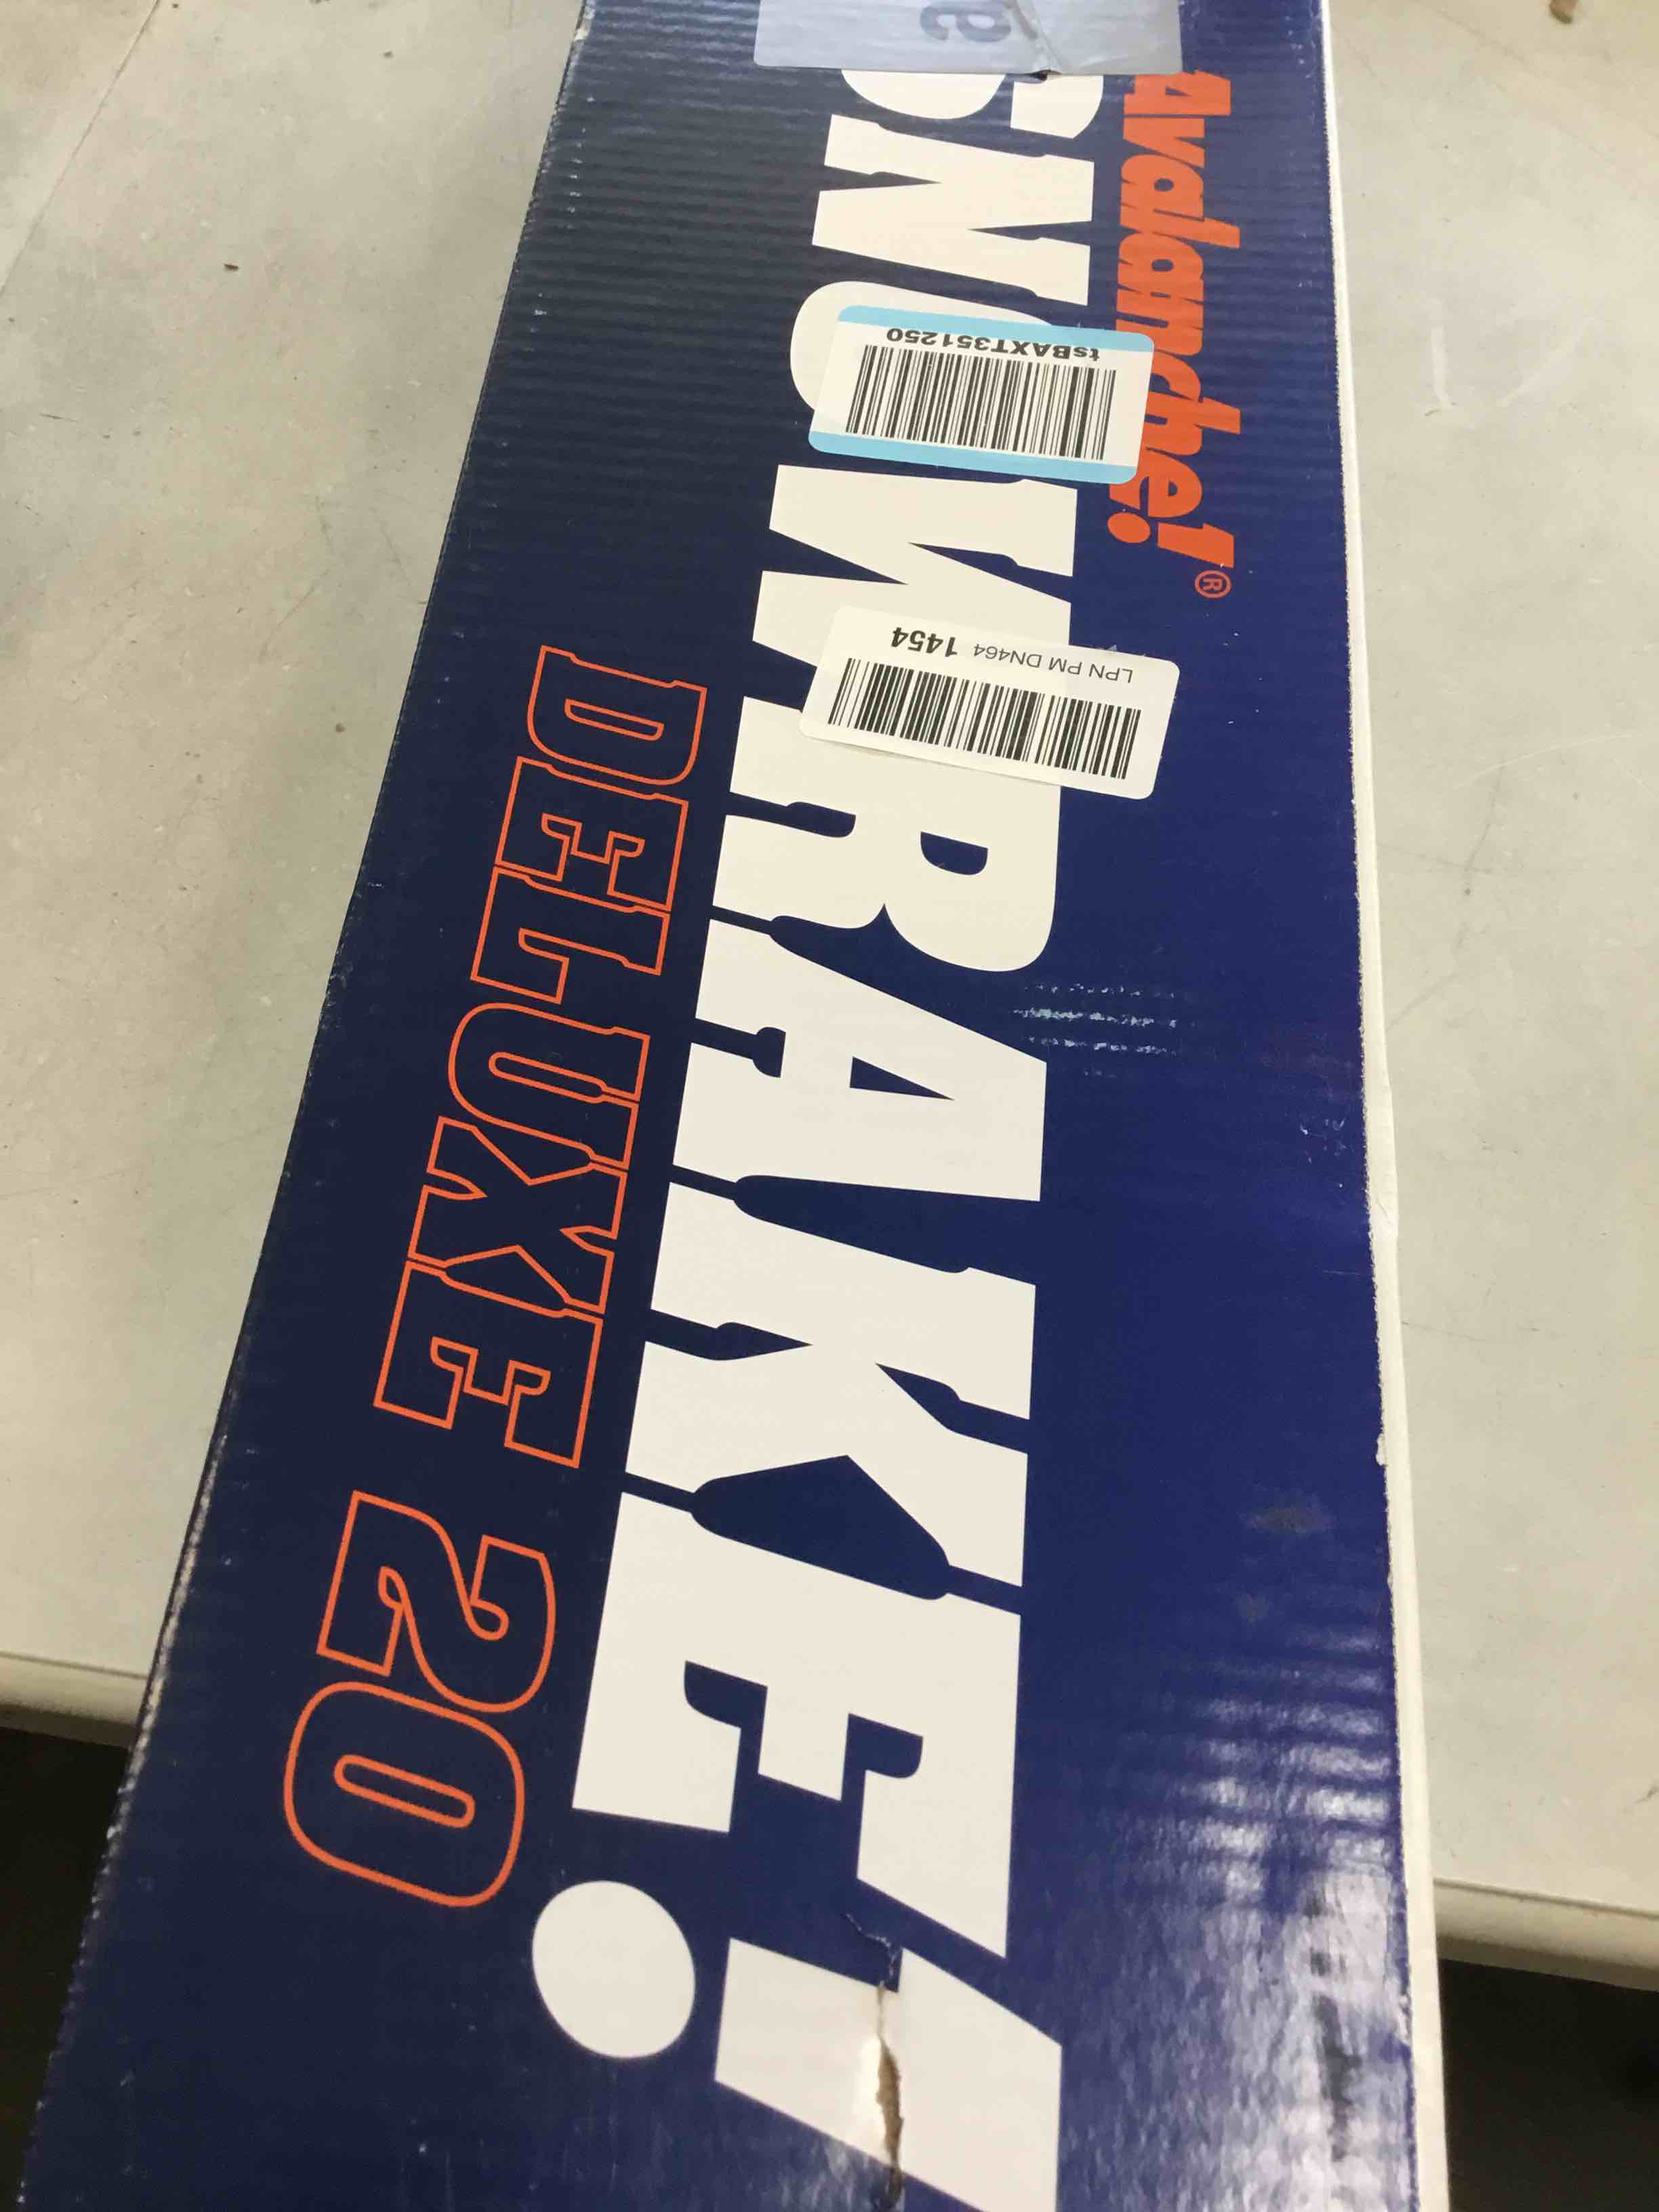 Avalanche!®
SNOWRAKE!
DELUXE 20
tsBAXT351250
LPN PM DN464 1454